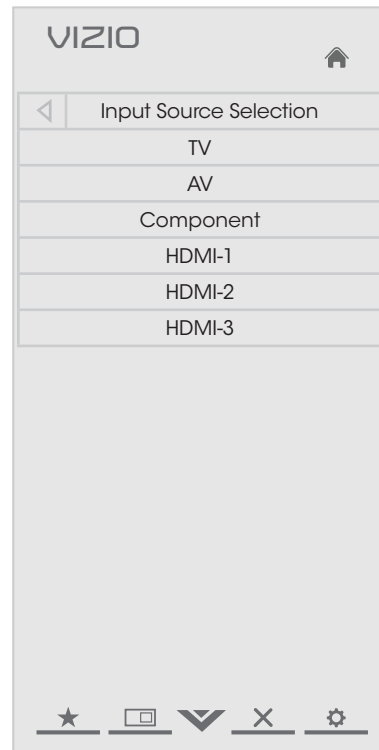 VIZIO
Input Source Selection
TV
AV
Component
HDMI-1
HDMI-2
HDMI-3